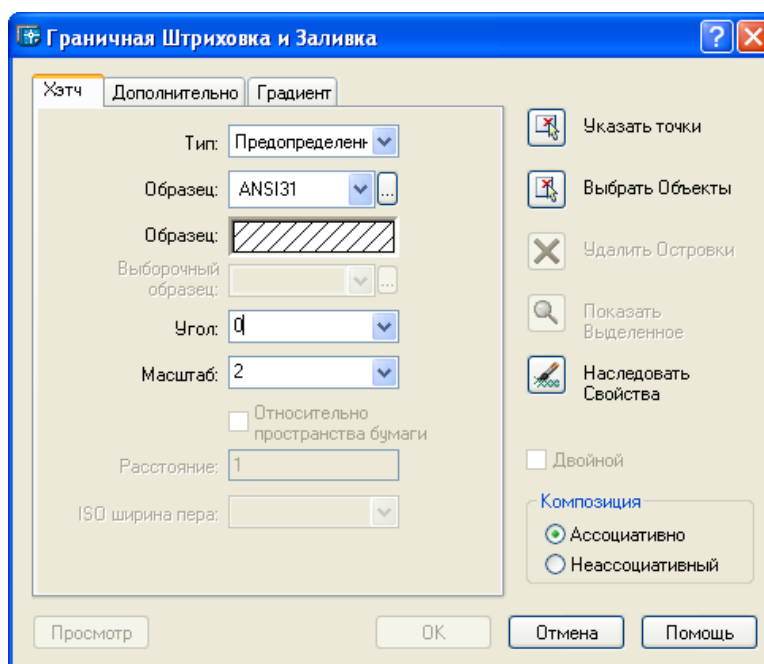 Граничная Штриховка и Заливка
Хэтч
Дополнительно
Градиент
Тип: Предопределенн
Образец: ANSI31 ...
Образец:
Выборочный
образец: ...
Угол: 0
Масштаб: 2
Относительно
пространства бумаги
Расстояние: 1
ISO ширина пера:
Указать точки
Выбрать Объекты
Удалить Островки
Показать
Выделенное
Наследовать
Свойства
Двойной
Композиция
Ассоциативно
Неассоциативный
Просмотр
OK
Отмена
Помощь